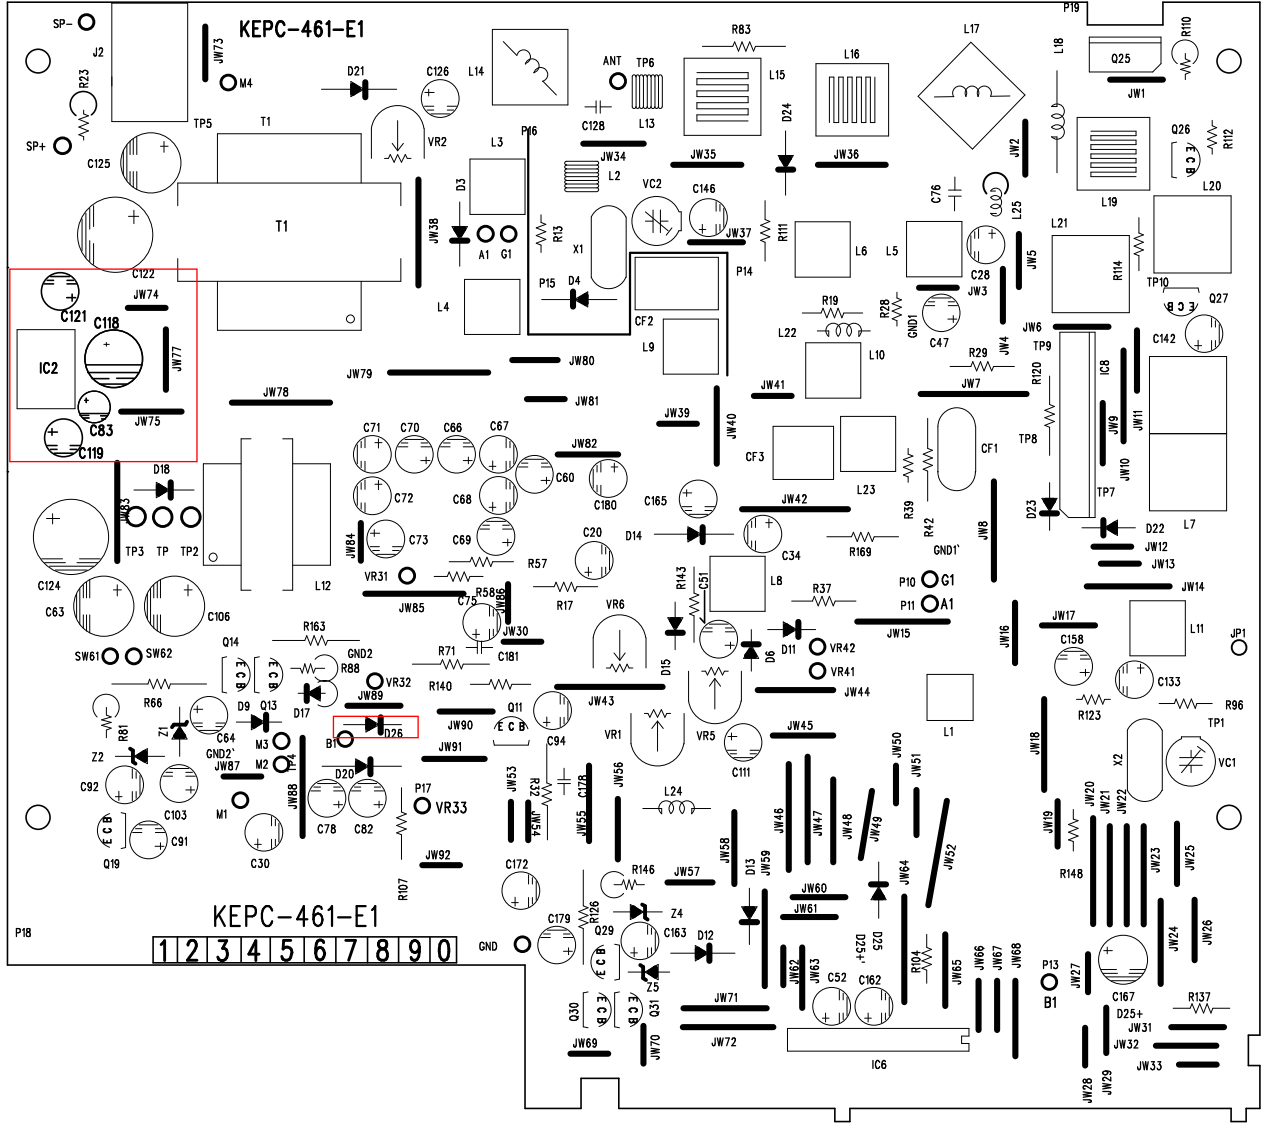 SP-
J2
JW73
KEPC-461-E1
R83
L17
P19
L18
R110
Q25
JW1
R23
M4
D21
C126
L14
ANT
TP6
L15
L16
SP+
TP5
T1
VR2
C128
L13
D24
JW2
Q26
E C B
R112
C125
L3
P16
JW34
JW35
JW36
L2
VC2
C146
C76
L25
L19
L20
D3
T1
JW38
A1
G1
R13
X1
JW37
R111
L6
L5
C28
JW5
L21
R114
C122
P15
D4
P14
JW3
TP10
E C B
Q27
JW74
C121
C118
L4
CF2
R19
R28
GND1
C47
JW4
JW6
C142
JW77
L22
TP9
IC8
IC2
JW80
L9
L10
R29
R120
JW79
JW78
JW41
JW7
JW81
JW11
JW75
C83
C119
C71
C70
C66
C67
JW82
JW39
JW40
CF3
CF1
TP8
JW9
JW10
D18
C72
C68
C60
C180
C165
L23
R39
R42
JW42
TP7
D23
D22
L7
JW83
TP3
TP
TP2
JW84
C73
C69
C20
D14
C34
R169
GND1`
JW8
JW12
JW13
C124
L12
VR31
R57
R58
R143
C51
L8
P10
G1
JW14
C63
C106
JW85
C75
JW86
R17
VR6
R37
P11
A1
JW15
JW16
JW17
L11
Q14
R163
JW30
C181
D15
D6
D11
VR42
C158
JP1
SW61
SW62
E C B
E C B
R88
GND2
R71
VR41
C133
R66
D17
VR32
R140
JW43
JW44
R123
R96
D9
Q13
JW89
R81
Z1
C64
M3
B1
D26
JW90
Q11
E C B
C94
VR1
VR5
JW45
L1
JW18
TP1
X2
VC1
Z2
GND2`
M2
TP4
JW91
C111
C92
JW87
D20
JW53
R32
C178
JW56
JW50
JW51
C103
M1
JW88
P17
VR33
L24
JW46
JW47
JW48
JW49
JW19
JW20
JW21
JW22
E C B
Q19
C91
C78
C82
JW54
JW55
JW58
JW52
C30
JW92
C172
R146
JW57
D13
JW59
JW64
R148
JW23
JW25
R107
R126
JW60
KEPC-461-E1
Z4
JW61
P18
1 2 3 4 5 6 7 8 9 0
GND
C179
Q29
E C B
C163
D12
D25+'
D25
JW24
JW26
Z5
JW62
JW63
R104
JW65
JW66
JW67
JW68
P13
B1
JW27
C167
Q30
E C B
E C B
Q31
JW71
C52
C162
R137
D25+
JW31
JW69
JW70
JW72
IC6
JW32
JW33
JW28
JW29